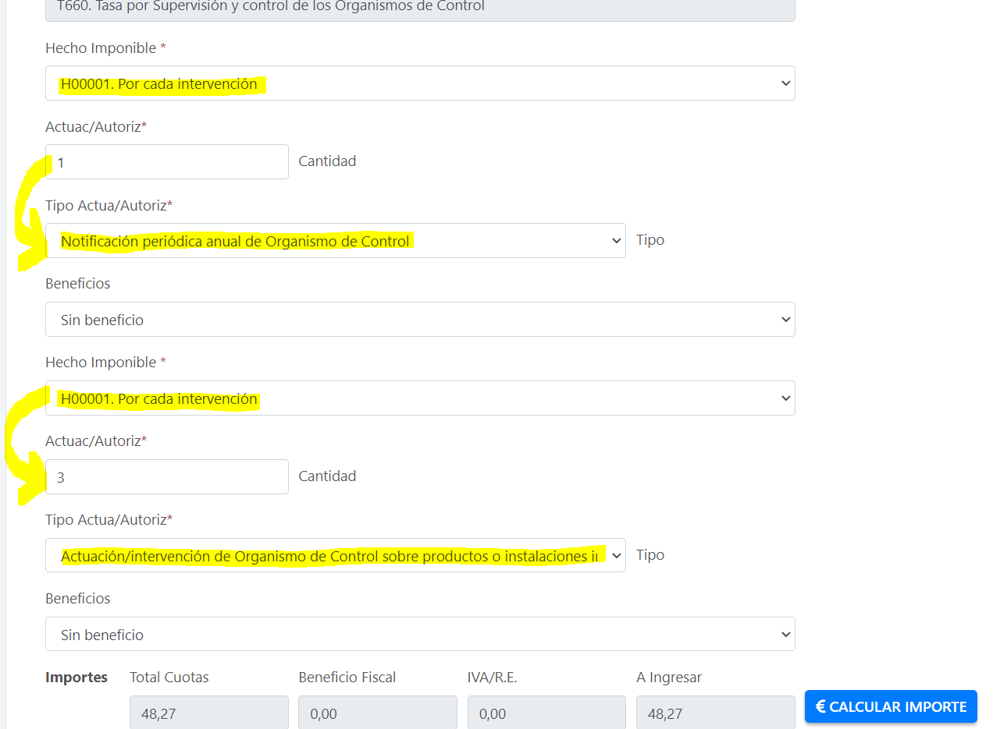 T660. Tasa por Supervisión y control de los Organismos de Control
Hecho Imponible *
H00001. Por cada intervención
Actuac/Autoriz*
1 Cantidad
Tipo Actua/Autoriz*
Notificación periódica anual de Organismo de Control Tipo
Beneficios
Sin beneficio
Hecho Imponible *
H00001. Por cada intervención
Actuac/Autoriz*
3 Cantidad
Tipo Actua/Autoriz*
Actuación/intervención de Organismo de Control sobre productos o instalaciones Tipo
Beneficios
Sin beneficio
Importes Total Cuotas Beneficio Fiscal IVA/R.E. A Ingresar
48,27 0,00 0,00 48,27 € CALCULAR IMPORTE